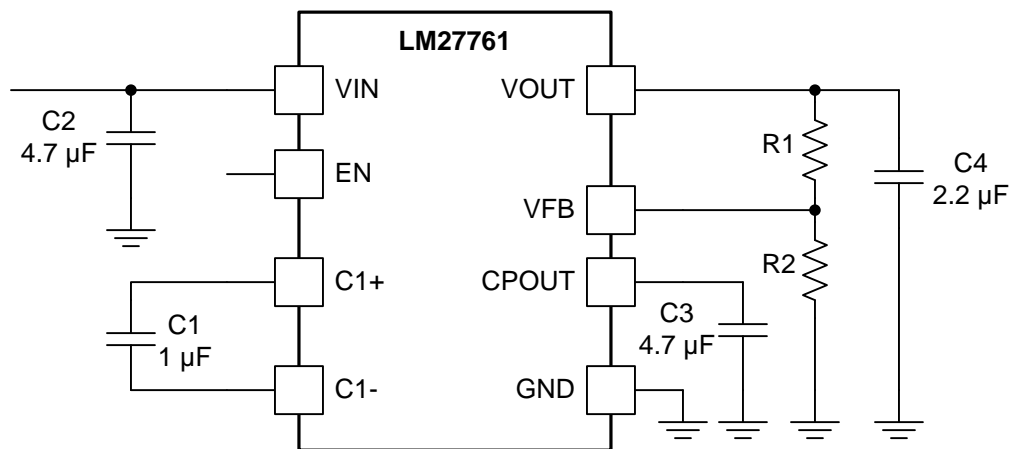 LM27761
VIN
VOUT
C2
4.7 µF
R1
EN
C4
2.2 µF
VFB
R2
C1+
CPOUT
C3
4.7 µF
C1
1 µF
C1-
GND